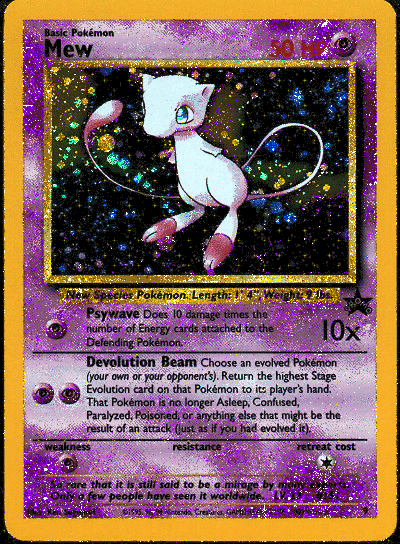 Basic Pokémon
Mew
50 HP
New Species Pokémon. Length: 1' 4", Weight: 9 lbs.
Psywave Does 10 damage times the
number of Energy cards attached to the
Defending Pokémon.
10x
Devolution Beam Choose an evolved Pokémon
(your own or your opponent's). Return the highest Stage
Evolution card on that Pokémon to its player's hand.
That Pokémon is no longer Asleep, Confused,
Paralyzed, Poisoned, or anything else that might be the
result of an attack (just as if you had evolved it).
weakness resistance retreat cost
So rare that it is still said to be a mirage by many experts.
Only a few people have seen it worldwide.
9